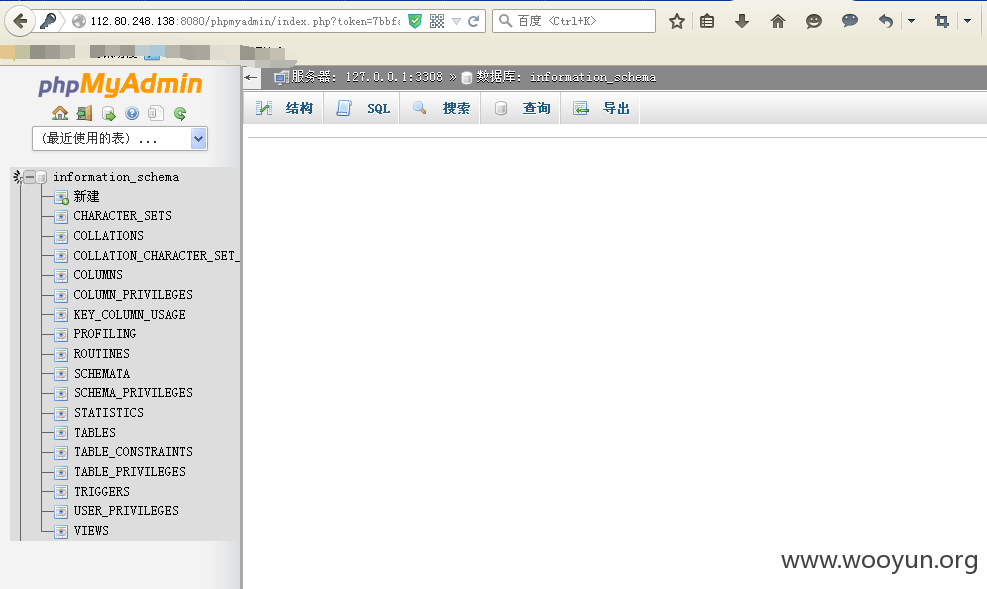 112.80.248.138:8080/phpmyadmin/index.php?token=7bbf
百度 <Ctrl+K>
phpMyAdmin
服务器: 127.0.0.1:3308 » 数据库: information_schema
(最近使用的表) ...
结构 SQL 搜索 查询 导出
information_schema
新建
CHARACTER_SETS
COLLATIONS
COLLATION_CHARACTER_SET_
COLUMNS
COLUMN_PRIVILEGES
KEY_COLUMN_USAGE
PROFILING
ROUTINES
SCHEMATA
SCHEMA_PRIVILEGES
STATISTICS
TABLES
TABLE_CONSTRAINTS
TABLE_PRIVILEGES
TRIGGERS
USER_PRIVILEGES
VIEWS
www.wooyun.org